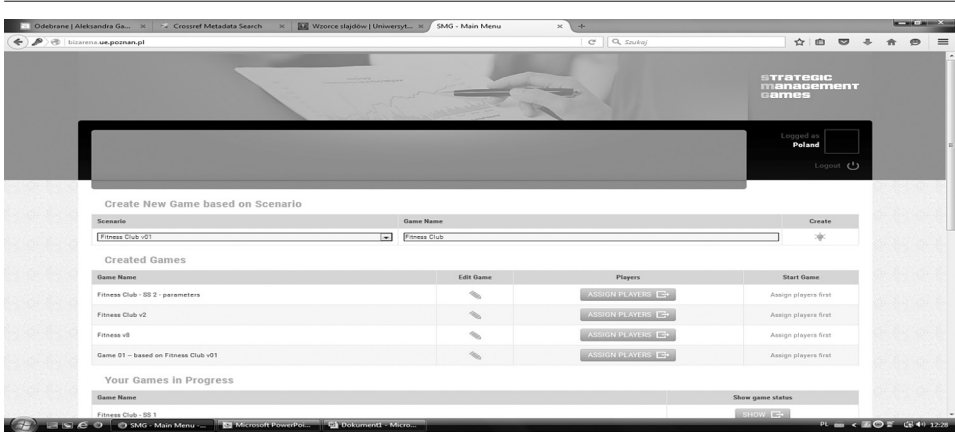 Odebrane | Aleksandra Ga... × Crossref Metadata Search × Wzorce slajdów | Uniwersyt... × SMG - Main Menu × +
bizarena.ue.poznan.pl Szukaj
STRATEGIC
MANAGEMENT
GAMES
Logged as
Poland
Logout
Create New Game based on Scenario
Scenario Game Name Create
Fitness Club v01 Fitness Club
Created Games
Game Name Edit Game Players Start Game
Fitness Club - SS 2 - parameters ASSIGN PLAYERS Assign players first
Fitness Club v2 ASSIGN PLAYERS Assign players first
Fitness v8 ASSIGN PLAYERS Assign players first
Game 01 – based on Fitness Club v01 ASSIGN PLAYERS Assign players first
Your Games in Progress
Game Name Show game status
Fitness Club - SS 1 SHOW
SMG - Main Menu -... Microsoft PowerPoi... Dokument1 - Micro... PL 12:28